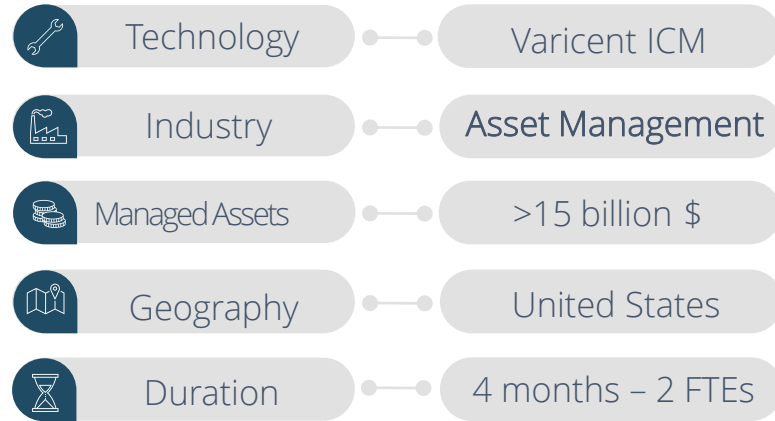 Technology Varicent ICM
Industry Asset Management
Managed Assets >15 billion $
Geography United States
Duration 4 months – 2 FTEs